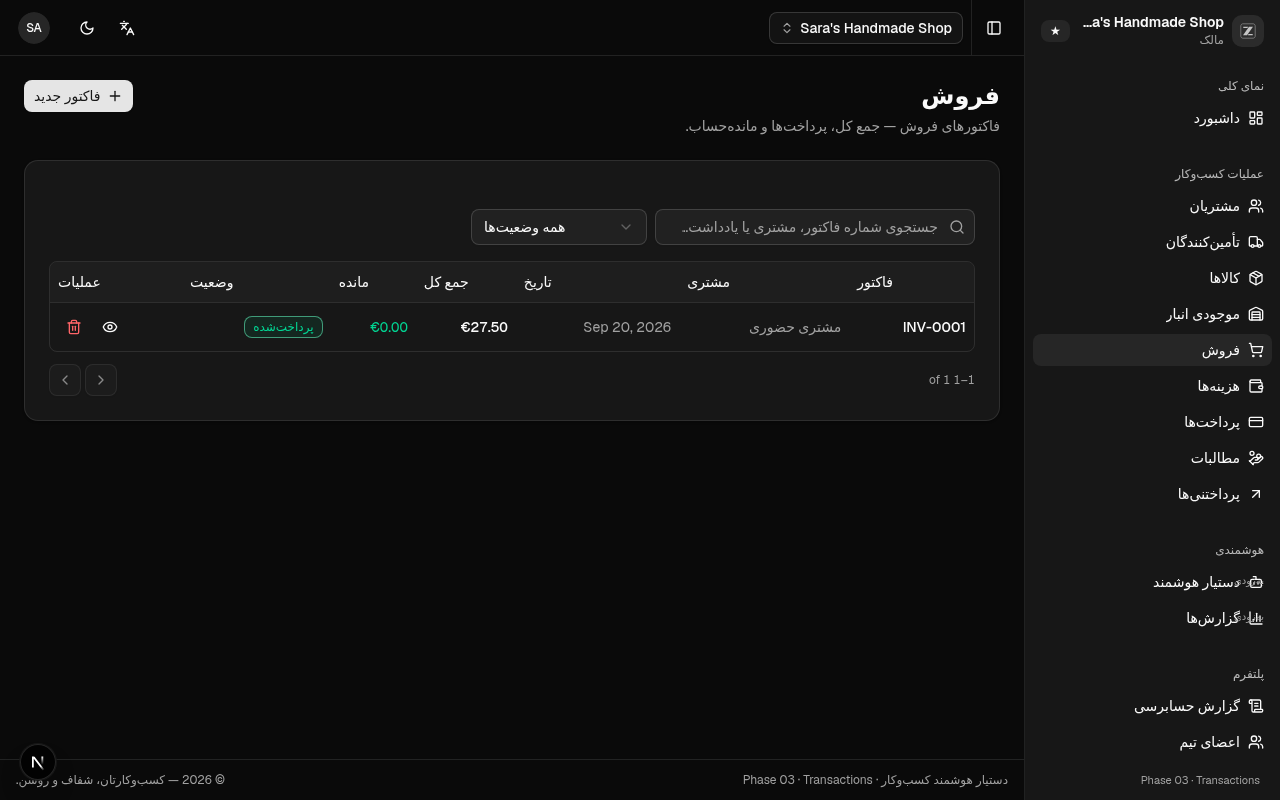 ...a's Handmade Shop
مالک
★
نمای کلی
داشبورد
عملیات کسب‌وکار
مشتریان
تأمین‌کنندگان
کالاها
موجودی انبار
فروش
هزینه‌ها
پرداخت‌ها
مطالبات
پرداختنی‌ها
هوشمندی
دستیار هوشمند
به‌زودی
گزارش‌ها
به‌زودی
پلتفرم
گزارش حسابرسی
اعضای تیم
Phase 03 · Transactions
Sara's Handmade Shop
SA
فروش
فاکتورهای فروش — جمع کل، پرداخت‌ها و مانده‌حساب.
فاکتور جدید
جستجوی شماره فاکتور، مشتری یا یادداشت...
همه وضعیت‌ها
فاکتور مشتری تاریخ جمع کل مانده وضعیت عملیات
INV-0001 مشتری حضوری Sep 20, 2026 €27.50 €0.00 پرداخت‌شده
1–1 of 1
دستیار هوشمند کسب‌وکار · Phase 03 · Transactions
© 2026 — کسب‌وکارتان، شفاف و روشن.
N